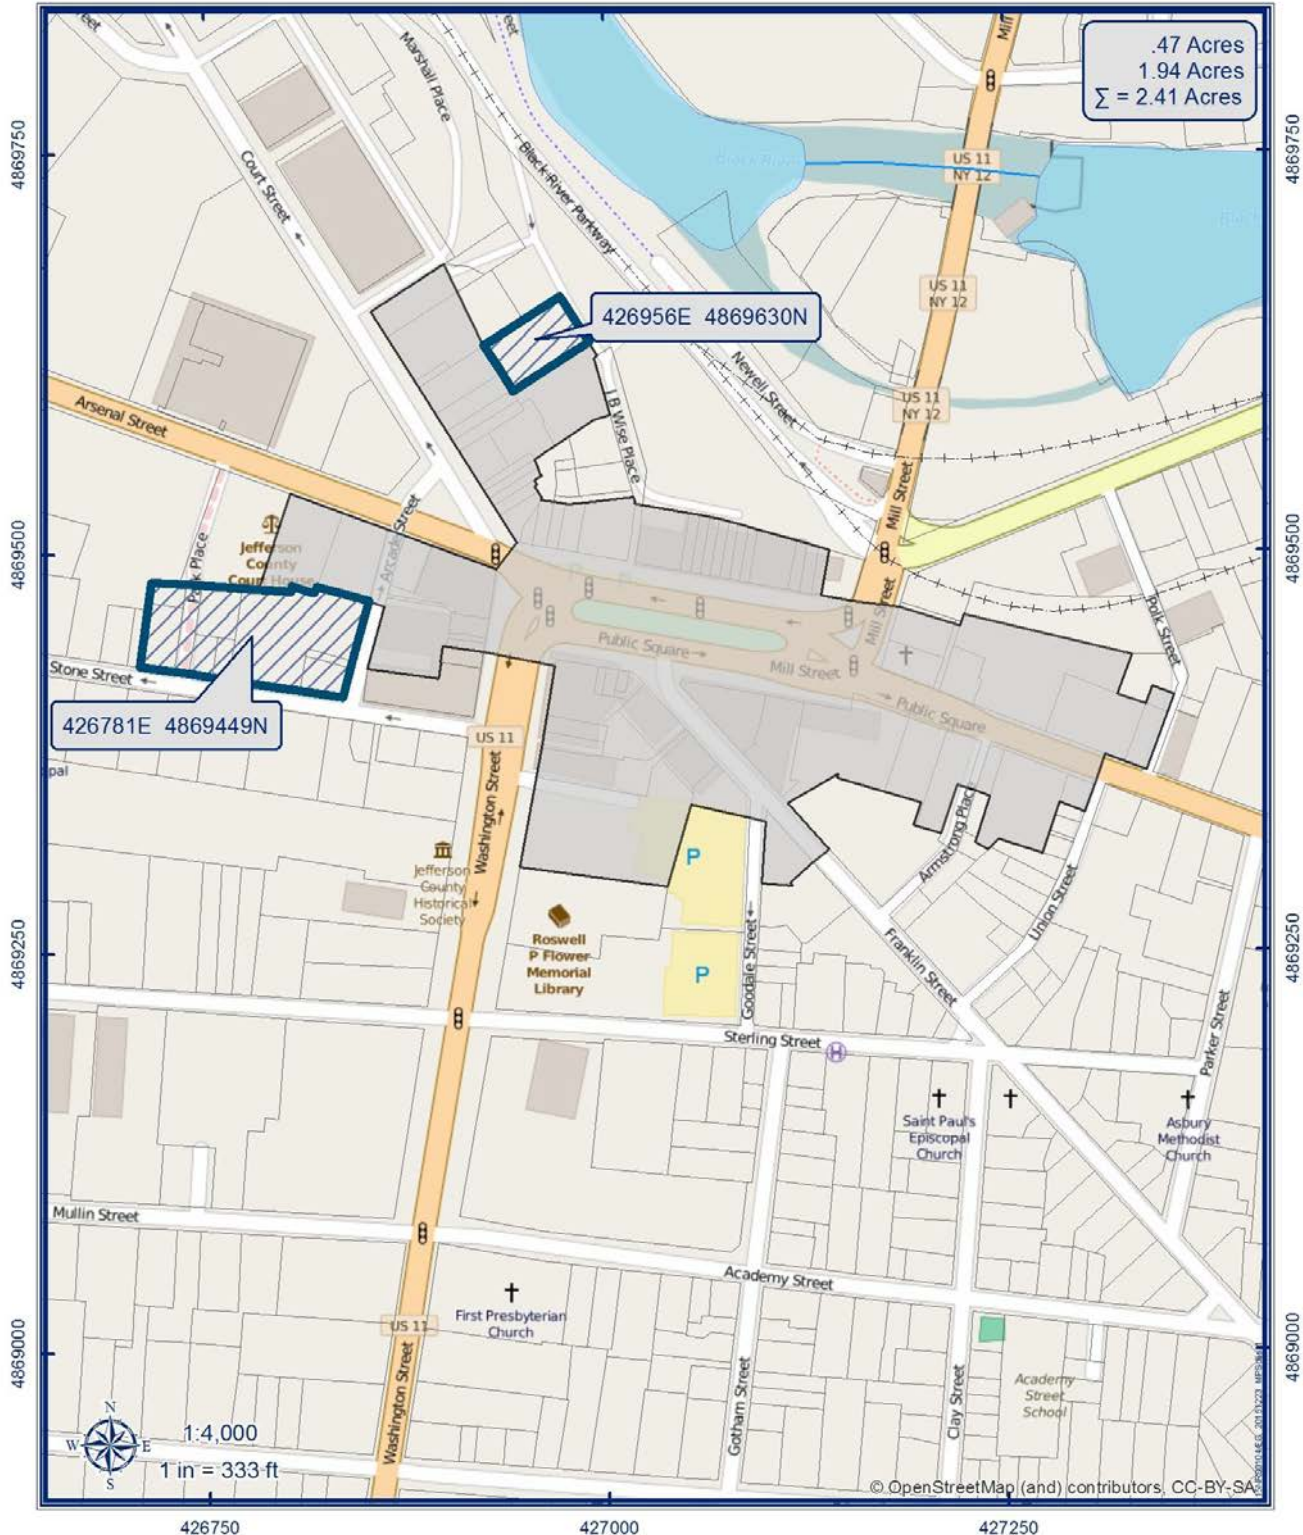 .47 Acres
1.94 Acres
∑ = 2.41 Acres
4869750
4869750
Mill
Marshall Place
Court Street
Black River Parkway
US 11
NY 12
US 11
NY 12
US 11
NY 12
426956E 4869630N
Newell Street
J B Wise Place
Arsenal Street
Mill Street
4869500
4869500
Park Place
Arcade Street
Jefferson
County
Court House
Mill Street
Polk Street
Public Square
Mill Street
Public Square
Stone Street
426781E 4869449N
US 11
pal
Washington Street
Armstrong Place
Union Street
P
Jefferson
County
Historical
Society
Roswell
P Flower
Memorial
Library
P
Goodale Street
Franklin Street
4869250
4869250
Parker Street
Sterling Street
H
Saint Paul's
Episcopal
Church
Asbury
Methodist
Church
Mullin Street
Academy Street
First Presbyterian
Church
US 11
4869000
4869000
Washington Street
Gotham Street
Clay Street
Academy
Street
School
N
W E
S
1:4,000
1 in = 333 ft
© OpenStreetMap (and) contributors, CC-BY-SA
426750
427000
427250